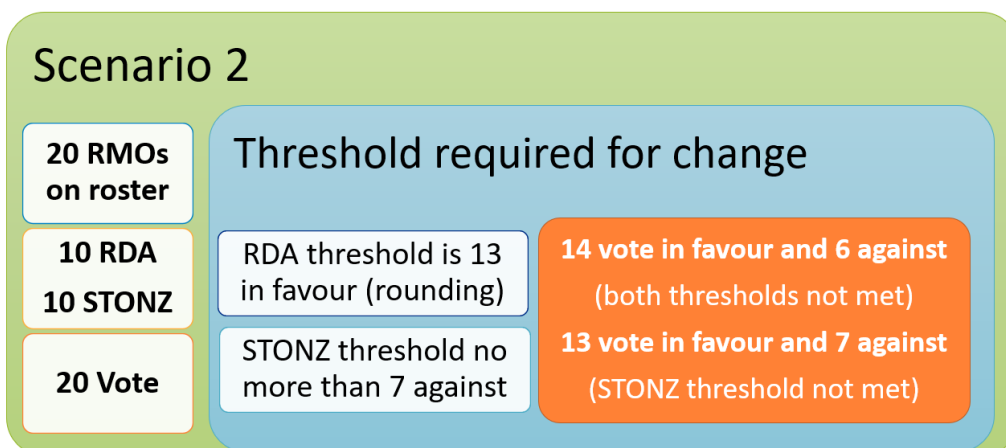 Scenario 2
20 RMOs
on roster
10 RDA
10 STONZ
20 Vote
Threshold required for change
RDA threshold is 13
in favour (rounding)
STONZ threshold no
more than 7 against
14 vote in favour and 6 against
(both thresholds not met)
13 vote in favour and 7 against
(STONZ threshold not met)